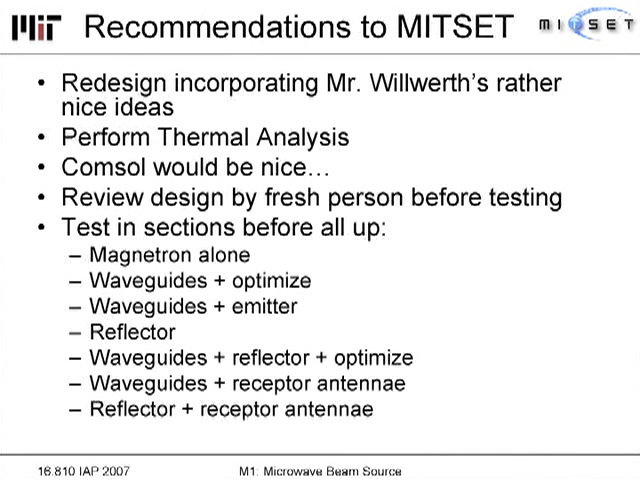 MIT Recommendations to MITSET MITSET
• Redesign incorporating Mr. Willwerth's rather
nice ideas
• Perform Thermal Analysis
• Comsol would be nice…
• Review design by fresh person before testing
• Test in sections before all up:
– Magnetron alone
– Waveguides + optimize
– Waveguides + emitter
– Reflector
– Waveguides + reflector + optimize
– Waveguides + receptor antennae
– Reflector + receptor antennae
16.810 IAP 2007 M1: Microwave Beam Source